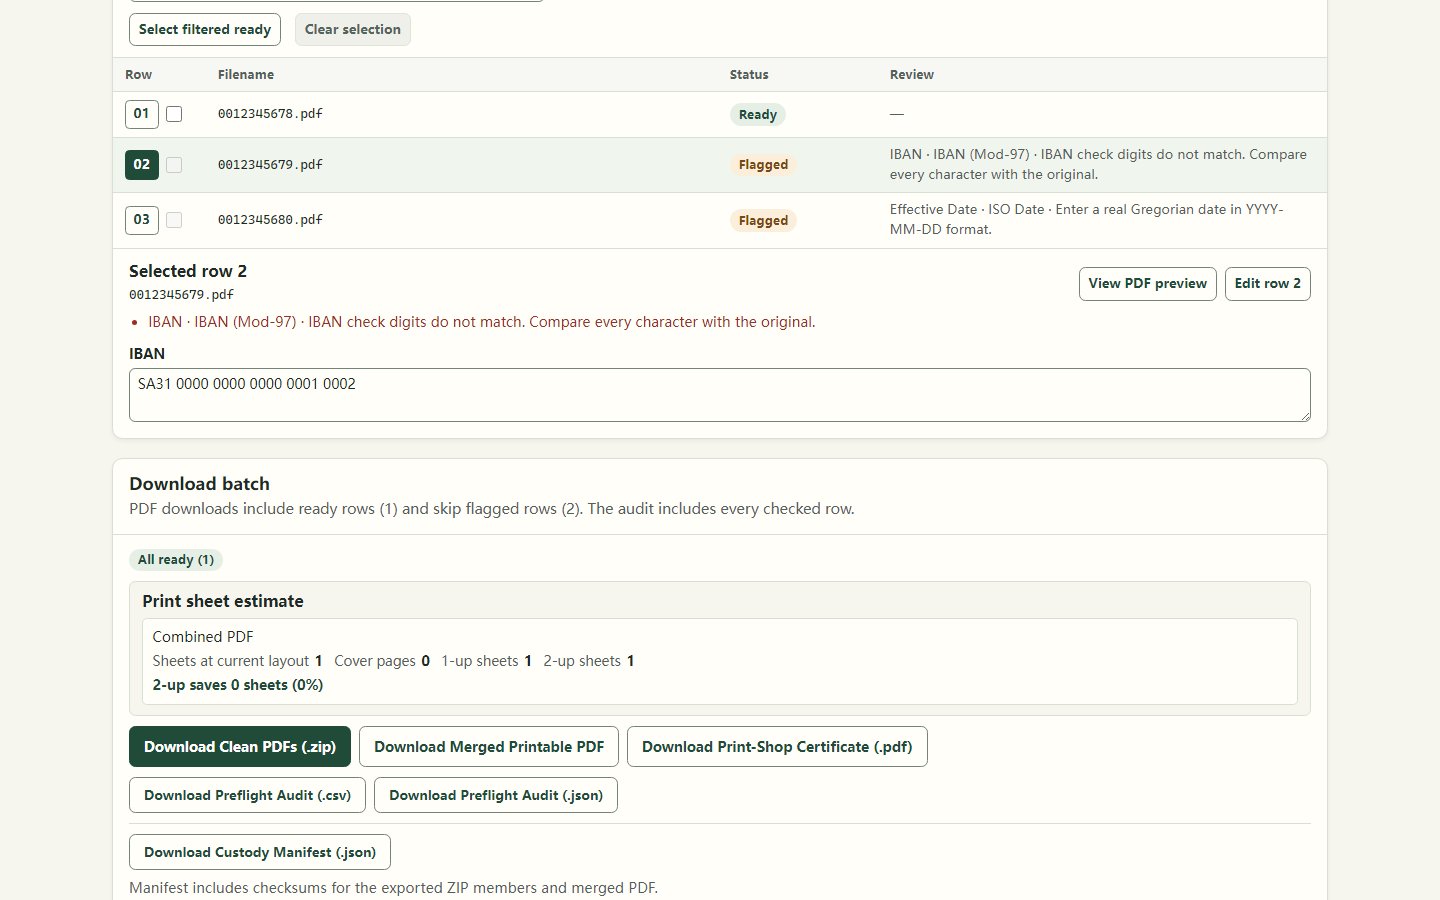 Select filtered ready
Clear selection
Row
Filename
Status
Review
01
0012345678.pdf
Ready
—
02
0012345679.pdf
Flagged
IBAN · IBAN (Mod-97) · IBAN check digits do not match. Compare
every character with the original.
03
0012345680.pdf
Flagged
Effective Date · ISO Date · Enter a real Gregorian date in YYYY-
MM-DD format.
Selected row 2
0012345679.pdf
View PDF preview
Edit row 2
• IBAN · IBAN (Mod-97) · IBAN check digits do not match. Compare every character with the original.
IBAN
SA31 0000 0000 0000 0001 0002
Download batch
PDF downloads include ready rows (1) and skip flagged rows (2). The audit includes every checked row.
All ready (1)
Print sheet estimate
Combined PDF
Sheets at current layout 1 Cover pages 0 1-up sheets 1 2-up sheets 1
2-up saves 0 sheets (0%)
Download Clean PDFs (.zip)
Download Merged Printable PDF
Download Print-Shop Certificate (.pdf)
Download Preflight Audit (.csv)
Download Preflight Audit (.json)
Download Custody Manifest (.json)
Manifest includes checksums for the exported ZIP members and merged PDF.